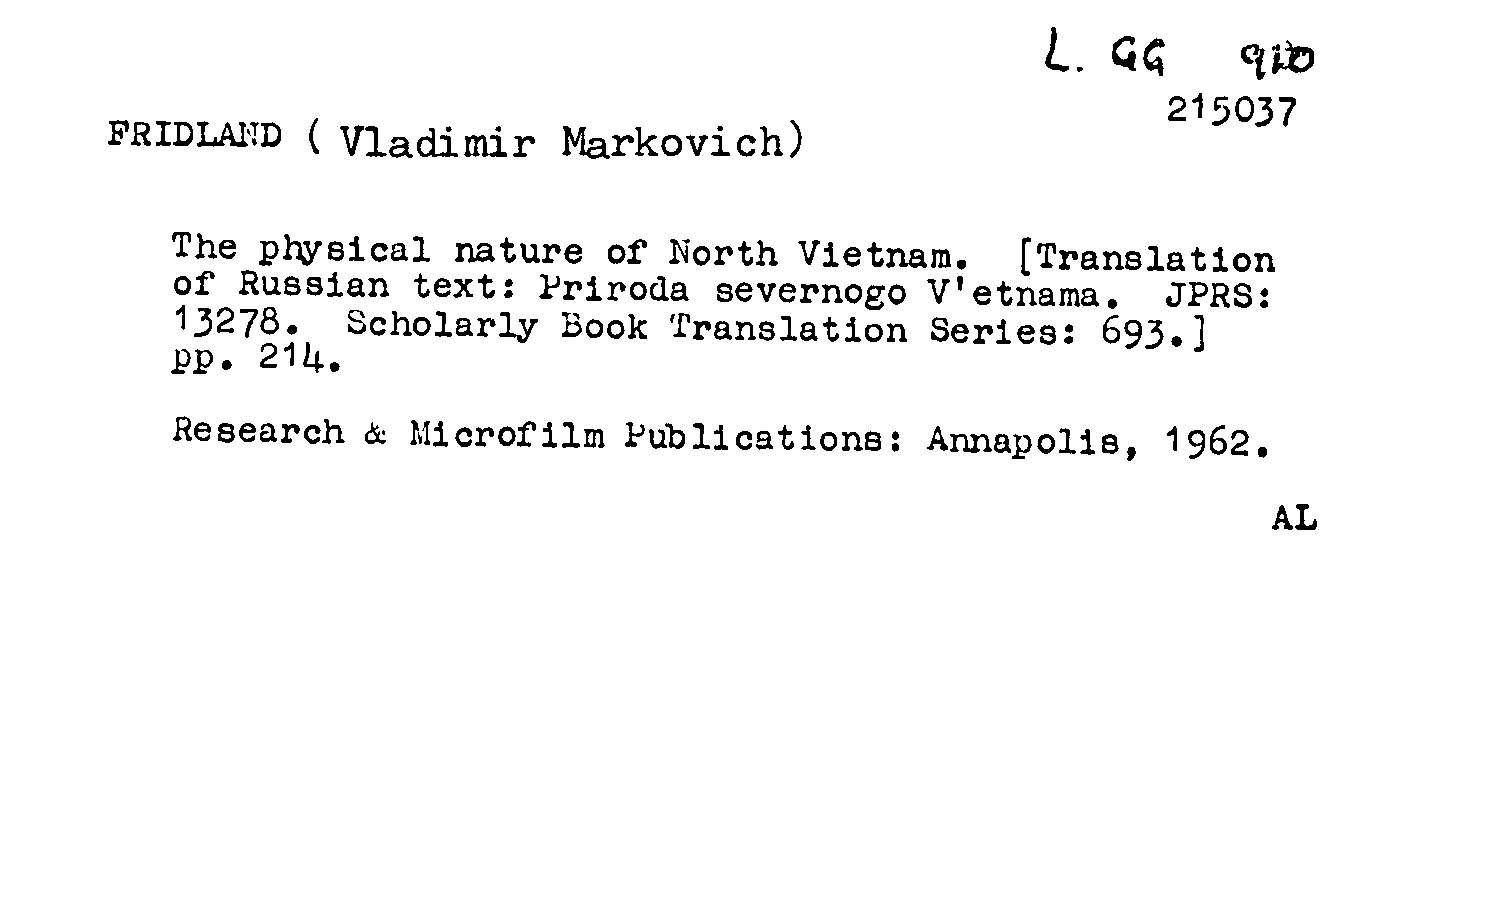 L. GG
215037
FRIDLAND (Vladimir Markovich)
The physical nature of North Vietnam. [Translation
of Russian text: Priroda severnogo V'etnama. JPRS:
13278. Scholarly Book Translation Series: 693.]
pp. 214.
Research & Microfilm Publications: Annapolis, 1962.
AL